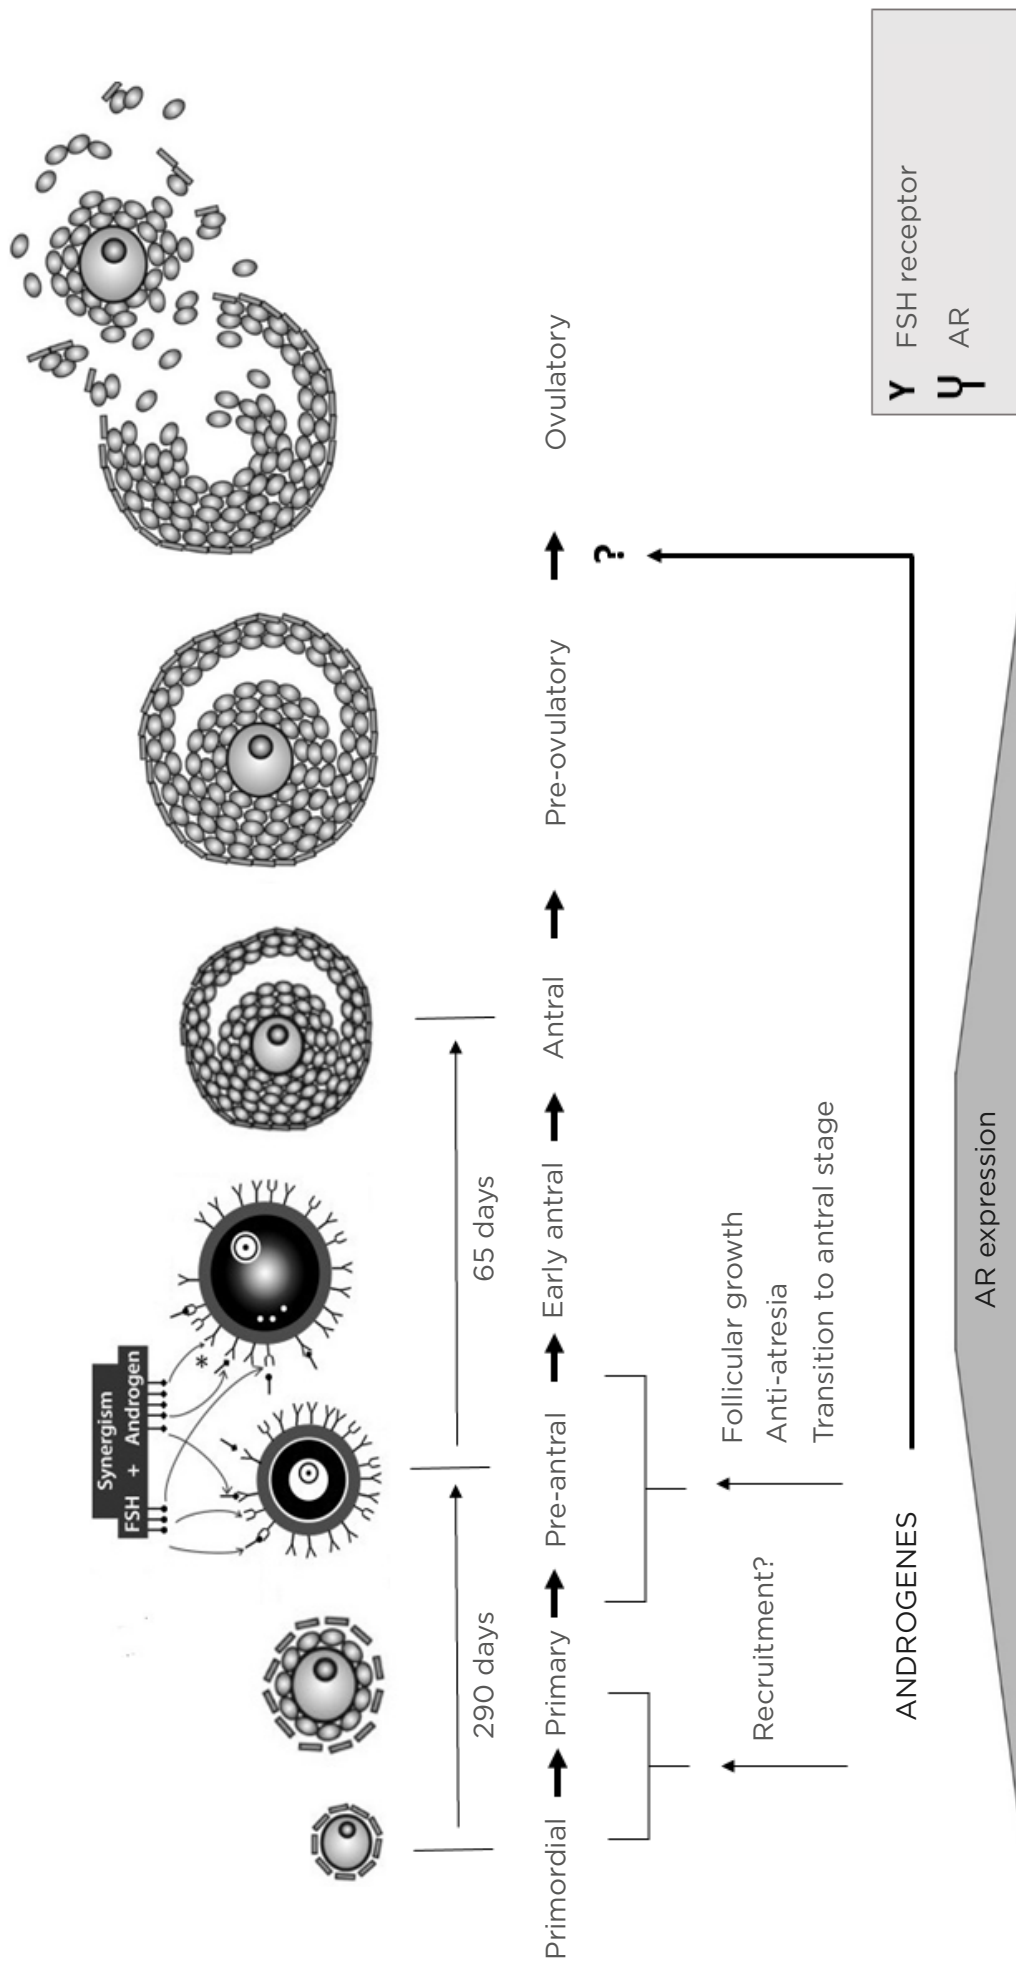 Synergism
FSH + Androgen
*
290 days
65 days
Primordial
Primary
Pre-antral
Early antral
Antral
Pre-ovulatory
Ovulatory
?
Recruitment?
Follicular growth
Anti-atresia
Transition to antral stage
ANDROGENES
FSH receptor
AR
AR expression